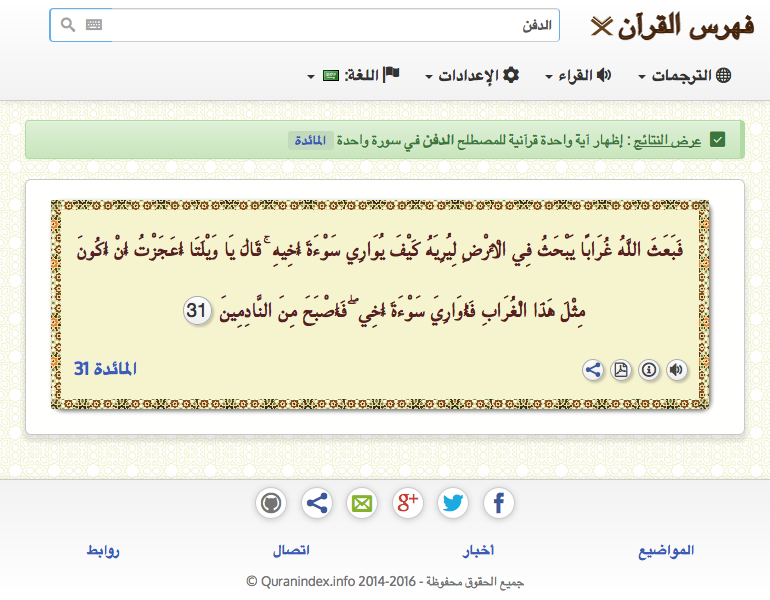 فهرس القرآن
الدفن
الترجمات
القراء
الإعدادات
اللغة:
عرض النتائج : إظهار آية واحدة قرآنية للمصطلح الدفن في سورة واحدة المائدة
فَبَعَثَ اللَّهُ غُرَابًا يَبْحَثُ فِي الْأَرْضِ لِيُرِيَهُ كَيْفَ يُوَارِي سَوْءَةَ أَخِيهِ ۚ قَالَ يَا وَيْلَتَا أَعَجَزْتُ أَنْ أَكُونَ
مِثْلَ هَذَا الْغُرَابِ فَأُوَارِيَ سَوْءَةَ أَخِي ۖ فَأَصْبَحَ مِنَ النَّادِمِينَ 31
المائدة 31
g+
المواضيع
أخبار
اتصال
روابط
جميع الحقوق محفوظة - Quranindex.info 2014-2016 ©